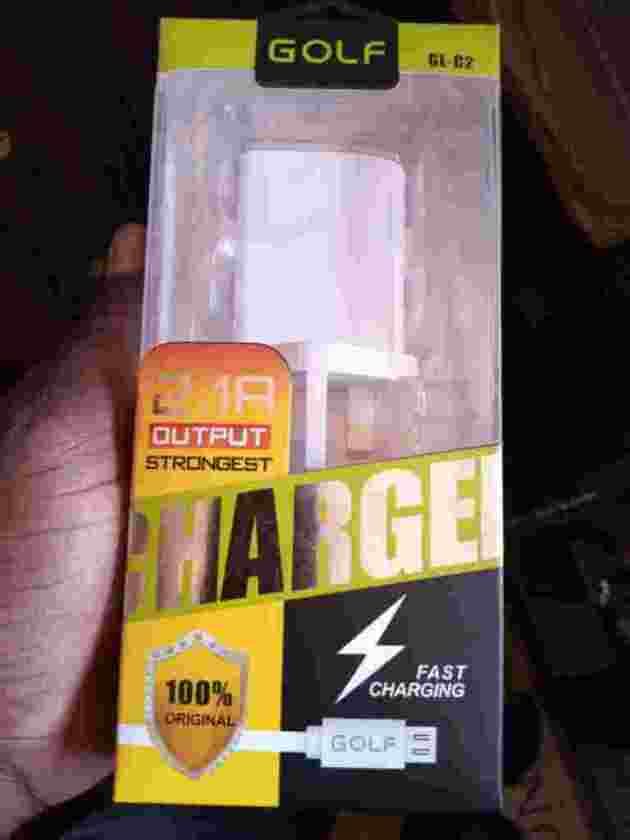 GOLF
GL-C2
2.1A
OUTPUT
STRONGEST
CHARGER
FAST
CHARGING
100%
ORIGINAL
GOLF